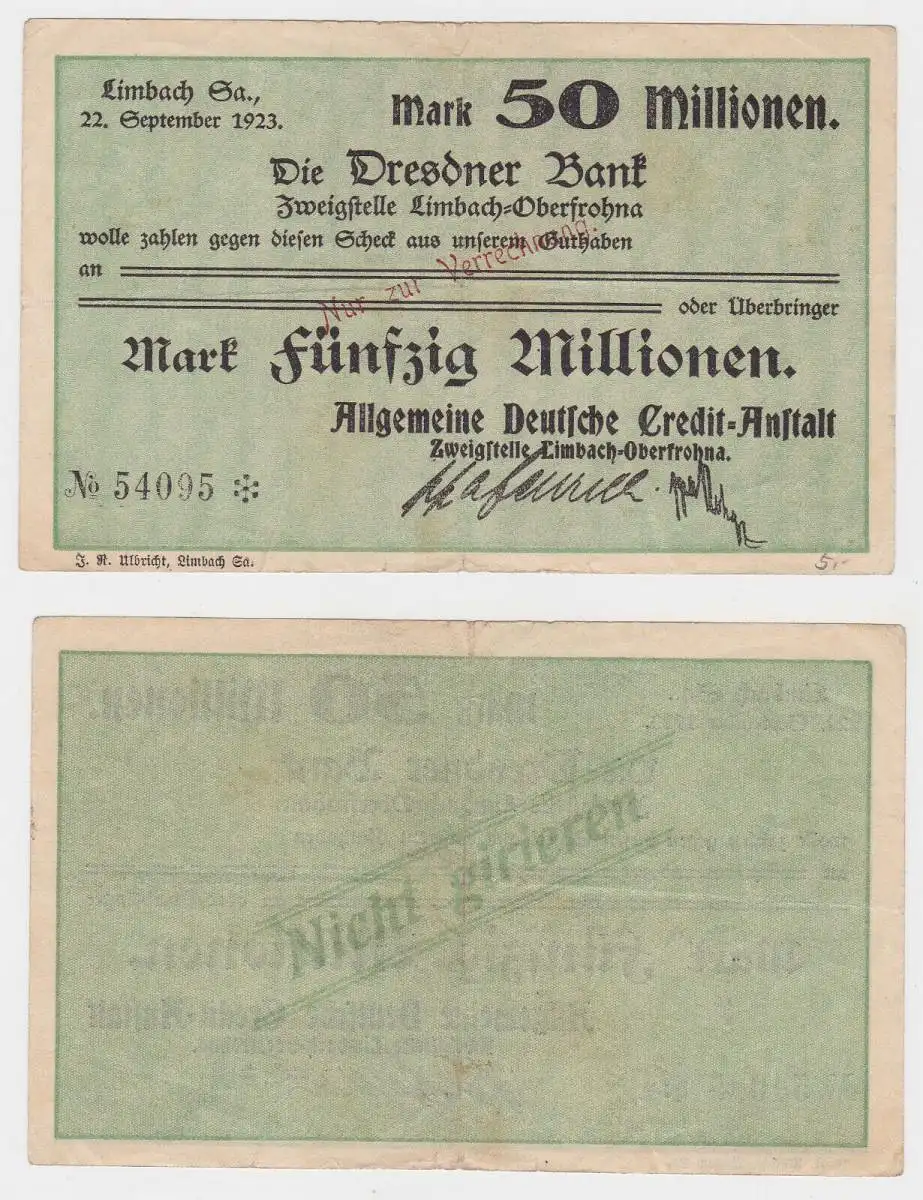 Limbach Sa.,
22. September 1923.
Mark 50 Millionen.
Die Dresdner Bank
Zweigstelle Limbach-Oberfrohna
wolle zahlen gegen diesen Scheck aus unserem Guthaben
an
Nur zur Verrechnung.
oder Überbringer
Mark Fünfzig Millionen.
Allgemeine Deutsche Credit-Anstalt
Zweigstelle Limbach-Oberfrohna.
№ 54095 *
J. R. Ulbricht, Limbach Sa.
5.-
Nicht girieren